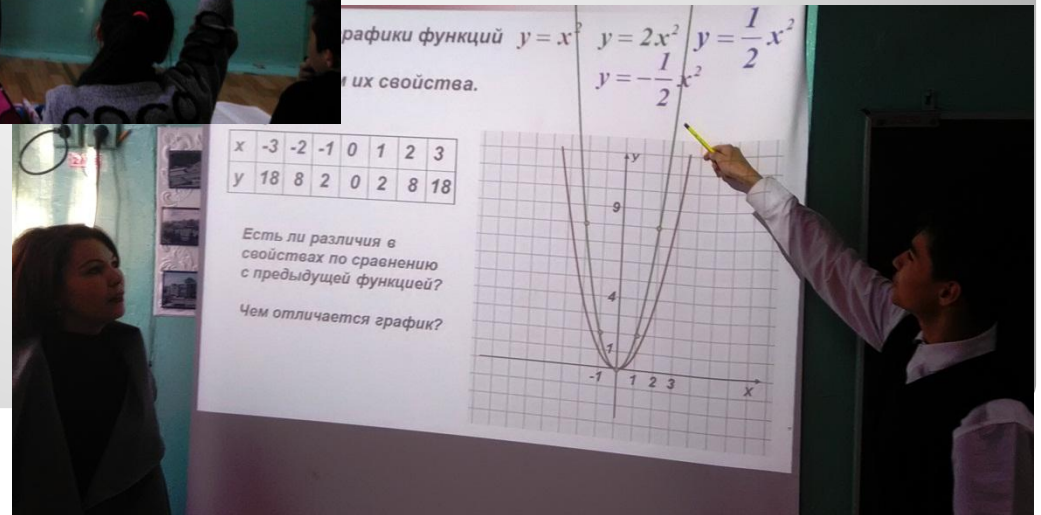 рафики функций y = x² y = 2x² y = 1/2 x²
и их свойства. y = -1/2 x²
x -3 -2 -1 0 1 2 3
y 18 8 2 0 2 8 18
Есть ли различия в
свойствах по сравнению
с предыдущей функцией?
Чем отличается график?
y
9
4
1
-1 1 2 3
x